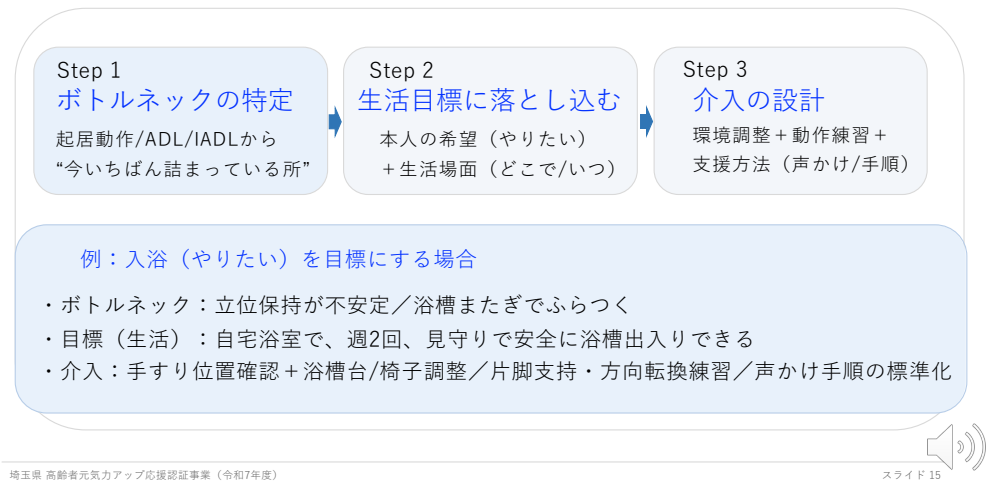 Step 1
ボトルネックの特定
起居動作/ADL/IADLから
“今いちばん詰まっている所”
Step 2
生活目標に落とし込む
本人の希望（やりたい）
＋生活場面（どこで/いつ）
Step 3
介入の設計
環境調整＋動作練習＋
支援方法（声かけ/手順）
例：入浴（やりたい）を目標にする場合
・ボトルネック：立位保持が不安定／浴槽またぎでふらつく
・目標（生活）：自宅浴室で、週2回、見守りで安全に浴槽出入りできる
・介入：手すり位置確認＋浴槽台/椅子調整／片脚支持・方向転換練習／声かけ手順の標準化
埼玉県 高齢者元気力アップ応援認証事業（令和7年度）
スライド 15